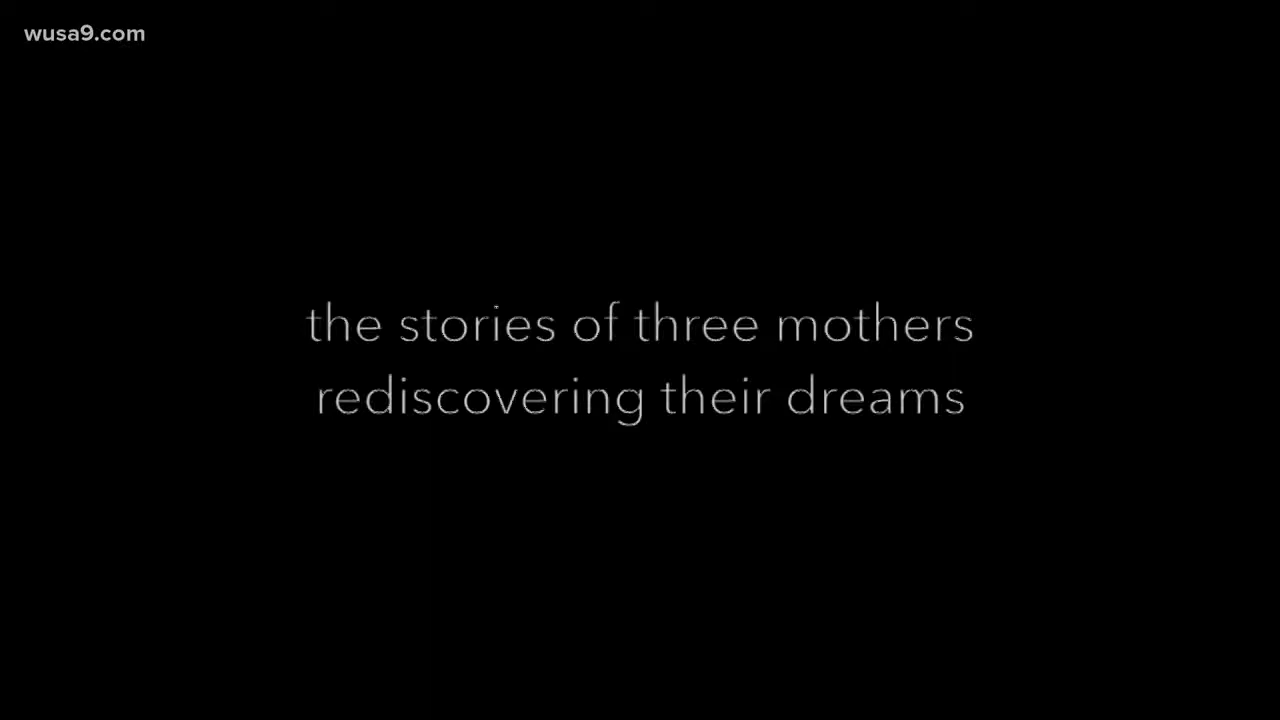 wusa9.com
the stories of three mothers
rediscovering their dreams